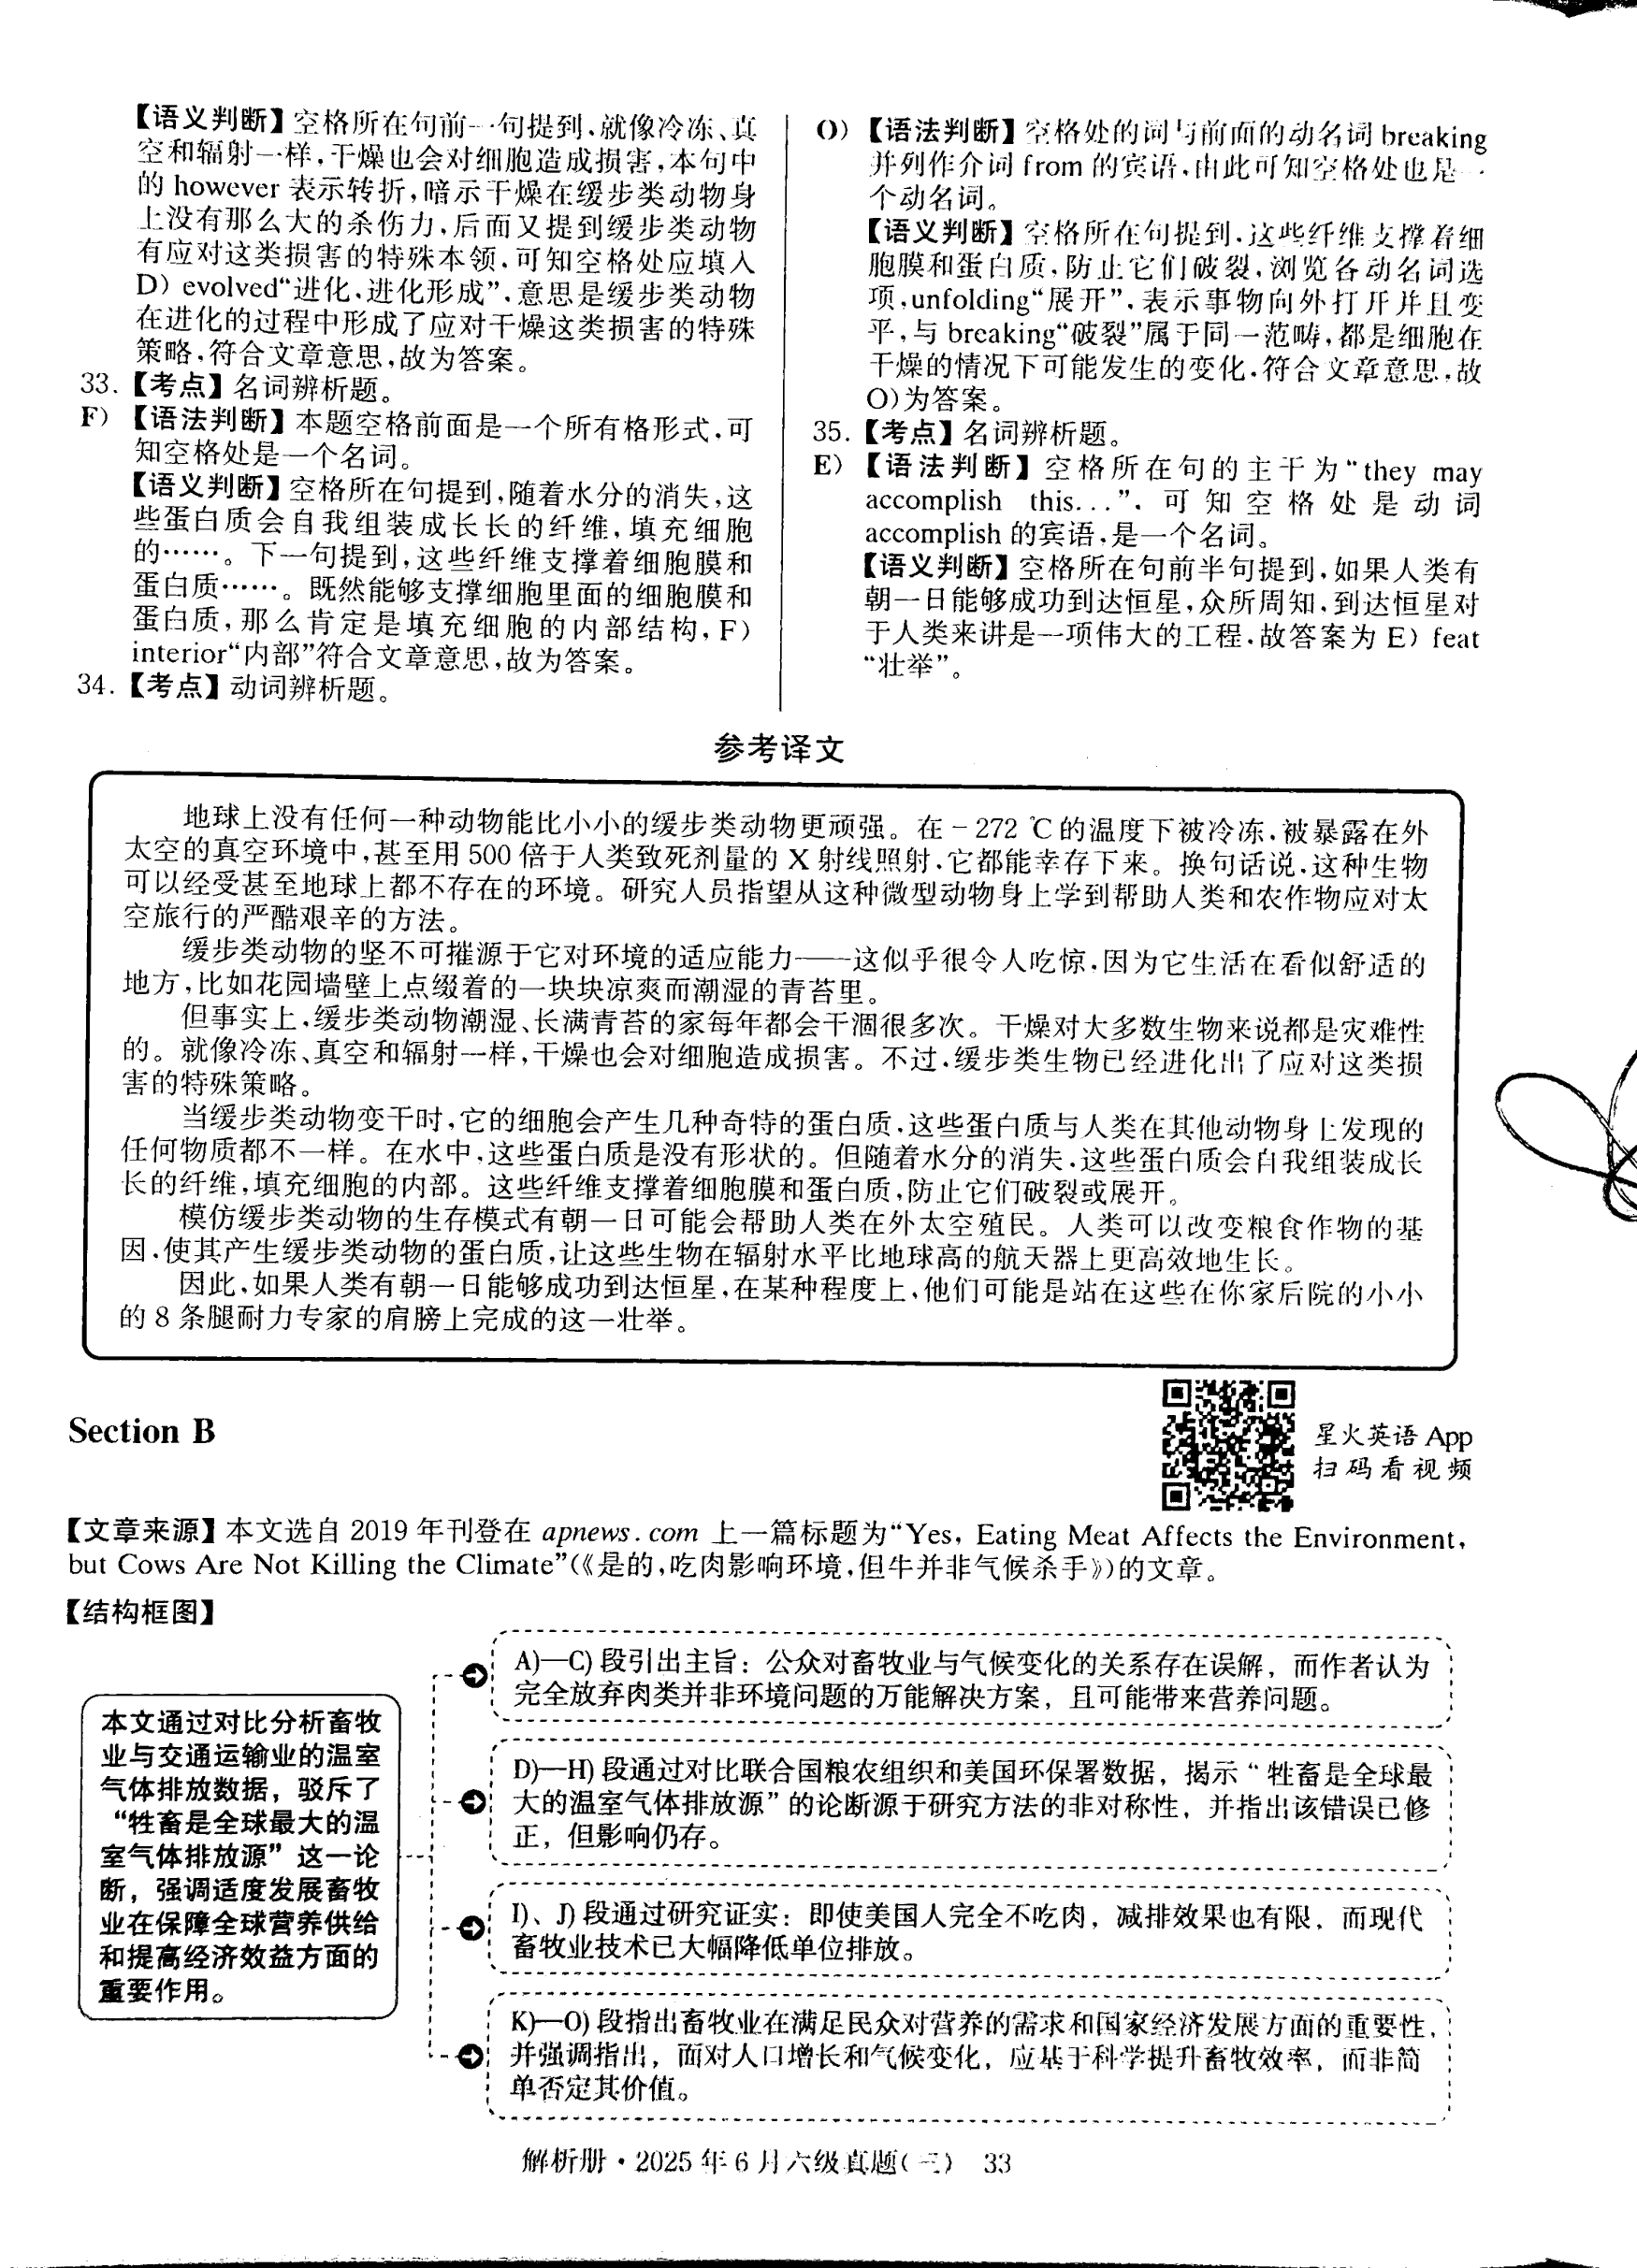 【语义判断】空格所在句前一句提到,就像冷冻、真
空和辐射一样,干燥也会对细胞造成损害,本句中
的 however 表示转折,暗示干燥在缓步类动物身
上没有那么大的杀伤力,后面又提到缓步类动物
有应对这类损害的特殊本领,可知空格处应填入
D) evolved“进化,进化形成”,意思是缓步类动物
在进化的过程中形成了应对干燥这类损害的特殊
策略,符合文章意思,故为答案。
33.【考点】名词辨析题。
F) 【语法判断】本题空格前面是一个所有格形式,可
知空格处是一个名词。
【语义判断】空格所在句提到,随着水分的消失,这
些蛋白质会自我组装成长长的纤维,填充细胞
的……。下一句提到,这些纤维支撑着细胞膜和
蛋白质……。既然能够支撑细胞里面的细胞膜和
蛋白质,那么肯定是填充细胞的内部结构,F)
interior“内部”符合文章意思,故为答案。
34.【考点】动词辨析题。
O) 【语法判断】空格处的词与前面的动名词 breaking
并列作介词 from 的宾语,由此可知空格处也是一
个动名词。
【语义判断】空格所在句提到,这些纤维支撑着细
胞膜和蛋白质,防止它们破裂,浏览各动名词选
项,unfolding“展开”,表示事物向外打开并且变
平,与 breaking“破裂”属于同一范畴,都是细胞在
干燥的情况下可能发生的变化,符合文章意思,故
O)为答案。
35.【考点】名词辨析题。
E) 【语法判断】空格所在句的主干为“they may
accomplish this...”,可知空格处是动词
accomplish 的宾语,是一个名词。
【语义判断】空格所在句前半句提到,如果人类有
朝一日能够成功到达恒星,众所周知,到达恒星对
于人类来讲是一项伟大的工程,故答案为 E) feat
“壮举”。
参考译文
地球上没有任何一种动物能比小小的缓步类动物更顽强。在－272 ℃的温度下被冷冻,被暴露在外
太空的真空环境中,甚至用 500 倍于人类致死剂量的 X 射线照射,它都能幸存下来。换句话说,这种生物
可以经受甚至地球上都不存在的环境。研究人员指望从这种微型动物身上学到帮助人类和农作物应对太
空旅行的严酷艰辛的方法。
缓步类动物的坚不可摧源于它对环境的适应能力——这似乎很令人吃惊,因为它生活在看似舒适的
地方,比如花园墙壁上点缀着的一块块凉爽而潮湿的青苔里。
但事实上,缓步类动物潮湿、长满青苔的家每年都会干涸很多次。干燥对大多数生物来说都是灾难性
的。就像冷冻、真空和辐射一样,干燥也会对细胞造成损害。不过,缓步类生物已经进化出了应对这类损
害的特殊策略。
当缓步类动物变干时,它的细胞会产生几种奇特的蛋白质,这些蛋白质与人类在其他动物身上发现的
任何物质都不一样。在水中,这些蛋白质是没有形状的。但随着水分的消失,这些蛋白质会自我组装成长
长的纤维,填充细胞的内部。这些纤维支撑着细胞膜和蛋白质,防止它们破裂或展开。
模仿缓步类动物的生存模式有朝一日可能会帮助人类在外太空殖民。人类可以改变粮食作物的基
因,使其产生缓步类动物的蛋白质,让这些生物在辐射水平比地球高的航天器上更高效地生长。
因此,如果人类有朝一日能够成功到达恒星,在某种程度上,他们可能是站在这些在你家后院的小小
的 8 条腿耐力专家的肩膀上完成的这一壮举。
Section B
星火英语 App
扫码看视频
【文章来源】本文选自 2019 年刊登在 apnews.com 上一篇标题为“Yes, Eating Meat Affects the Environment,
but Cows Are Not Killing the Climate”(《是的,吃肉影响环境,但牛并非气候杀手》)的文章。
【结构框图】
本文通过对比分析畜牧
业与交通运输业的温室
气体排放数据，驳斥了
“牲畜是全球最大的温
室气体排放源”这一论
断，强调适度发展畜牧
业在保障全球营养供给
和提高经济效益方面的
重要作用。
A)—C) 段引出主旨：公众对畜牧业与气候变化的关系存在误解，而作者认为
完全放弃肉类并非环境问题的万能解决方案，且可能带来营养问题。
D)—H) 段通过对比联合国粮农组织和美国环保署数据，揭示“牲畜是全球最
大的温室气体排放源”的论断源于研究方法的非对称性，并指出该错误已修
正，但影响仍存。
I)、J) 段通过研究证实：即使美国人完全不吃肉，减排效果也有限，而现代
畜牧业技术已大幅降低单位排放。
K)—O) 段指出畜牧业在满足民众对营养的需求和国家经济发展方面的重要性，
并强调指出，面对人口增长和气候变化，应基于科学提升畜牧效率，而非简
单否定其价值。
解析册·2025 年 6 月六级真题(三) 33